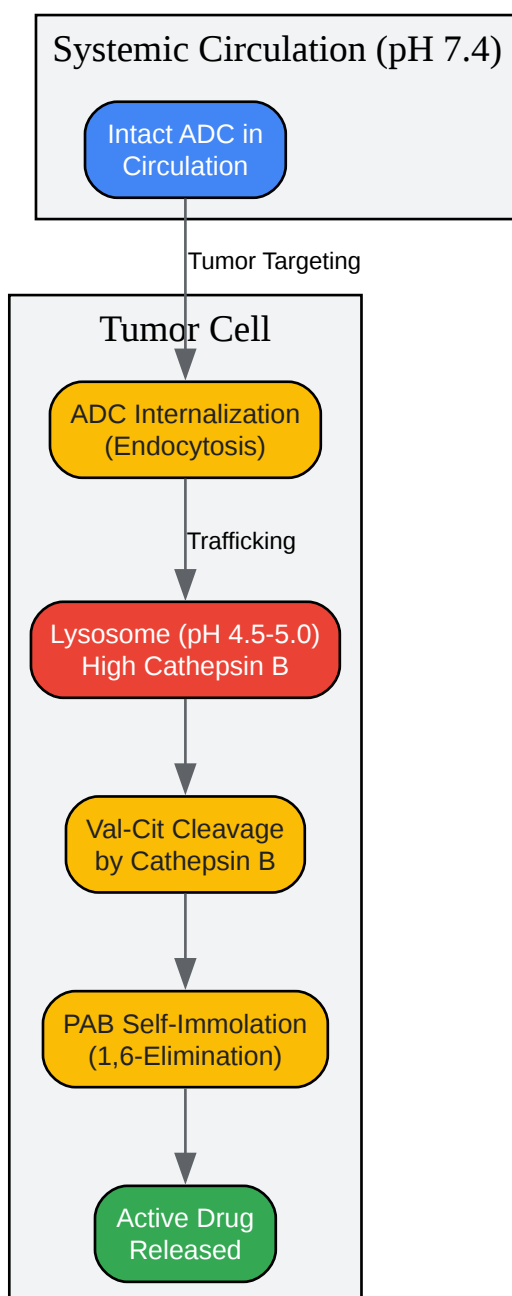 Systemic Circulation (pH 7.4)
Intact ADC in
Circulation
Tumor Targeting
Tumor Cell
ADC Internalization
(Endocytosis)
Trafficking
Lysosome (pH 4.5-5.0)
High Cathepsin B
Val-Cit Cleavage
by Cathepsin B
PAB Self-Immolation
(1,6-Elimination)
Active Drug
Released